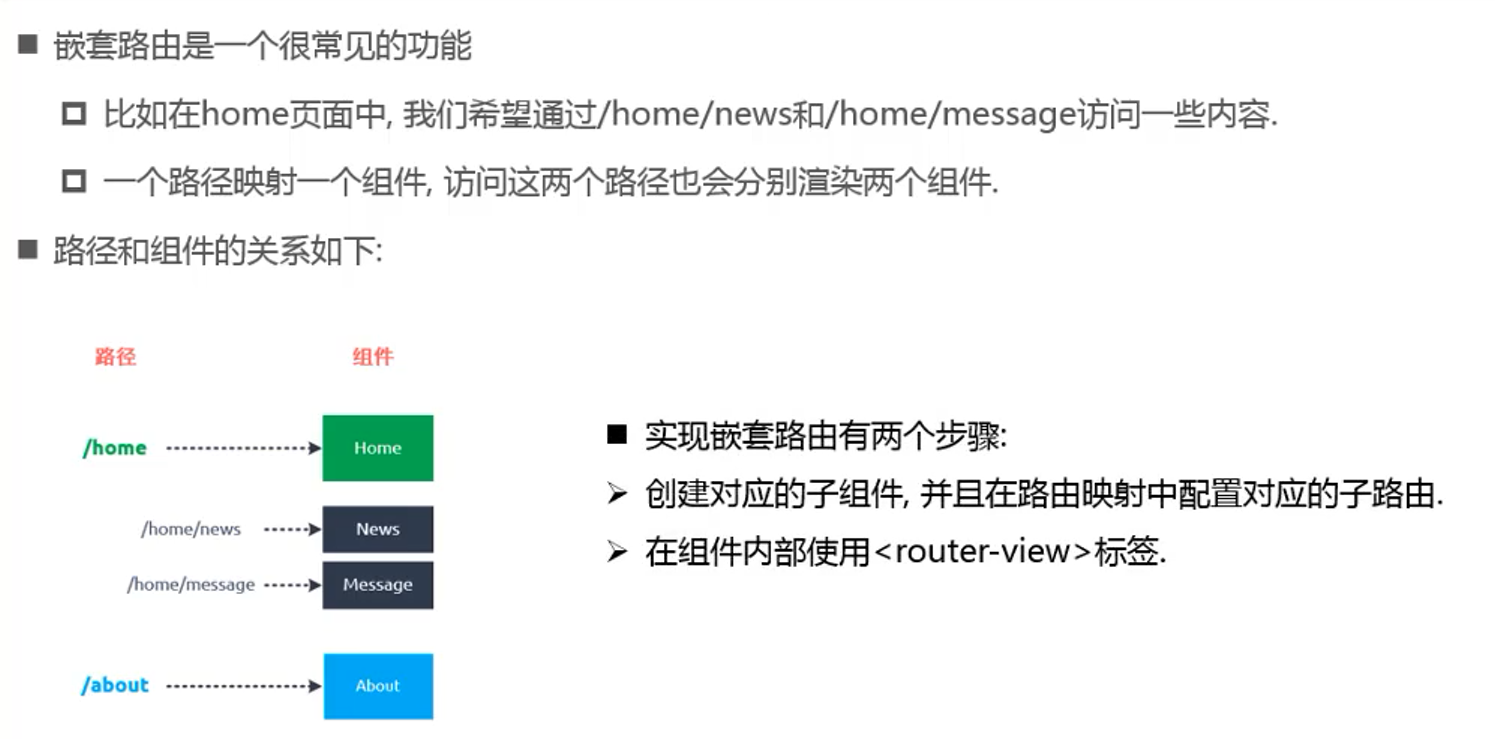 嵌套路由是一个很常见的功能
比如在home页面中, 我们希望通过/home/news和/home/message访问一些内容.
一个路径映射一个组件, 访问这两个路径也会分别渲染两个组件.
路径和组件的关系如下:
路径 组件
/home Home
/home/news News
/home/message Message
/about About
实现嵌套路由有两个步骤:
创建对应的子组件, 并且在路由映射中配置对应的子路由.
在组件内部使用<router-view>标签.